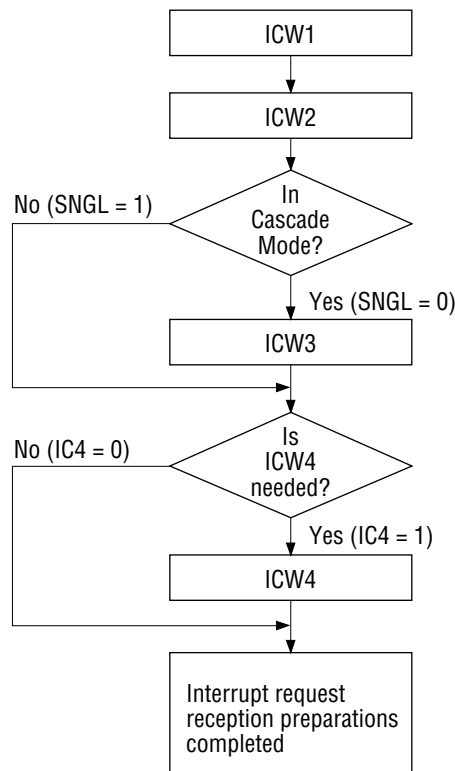 ICW1
ICW2
In
Cascade
Mode?
No (SNGL = 1)
Yes (SNGL = 0)
ICW3
Is
ICW4
needed?
No (IC4 = 0)
Yes (IC4 = 1)
ICW4
Interrupt request
reception preparations
completed